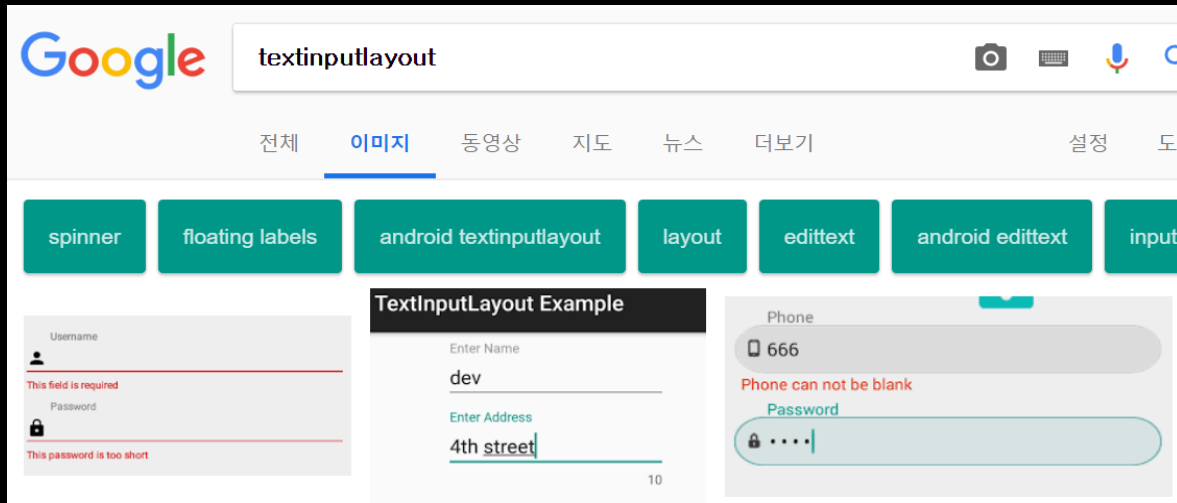 Google
textinputlayout
전체 이미지 동영상 지도 뉴스 더보기 설정
spinner floating labels android textinputlayout layout edittext android edittext input
Username
This field is required
Password
This password is too short
TextInputLayout Example
Enter Name
dev
Enter Address
4th street
10
Phone
666
Phone can not be blank
Password